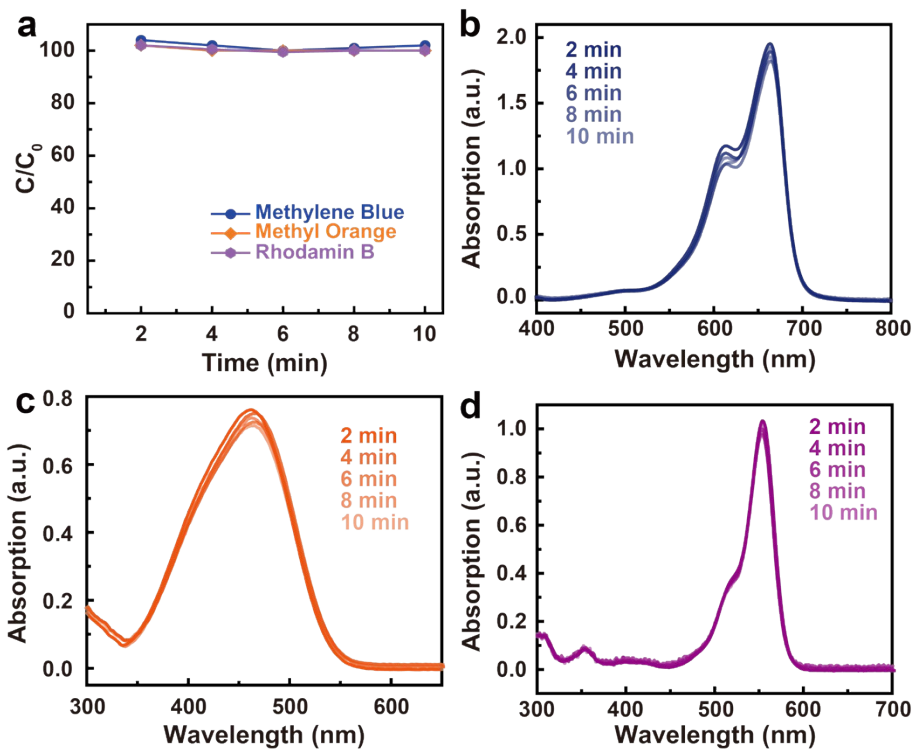 a
100
80
60
40
20
0
C/C0
Methylene Blue
Methyl Orange
Rhodamin B
2 4 6 8 10
Time (min)
b
2.0
1.5
1.0
0.5
0.0
Absorption (a.u.)
2 min
4 min
6 min
8 min
10 min
400 500 600 700 800
Wavelength (nm)
c
0.8
0.6
0.4
0.2
0.0
Absorption (a.u.)
2 min
4 min
6 min
8 min
10 min
300 400 500 600
Wavelength (nm)
d
1.0
0.8
0.6
0.4
0.2
0.0
Absorption (a.u.)
2 min
4 min
6 min
8 min
10 min
300 400 500 600 700
Wavelength (nm)